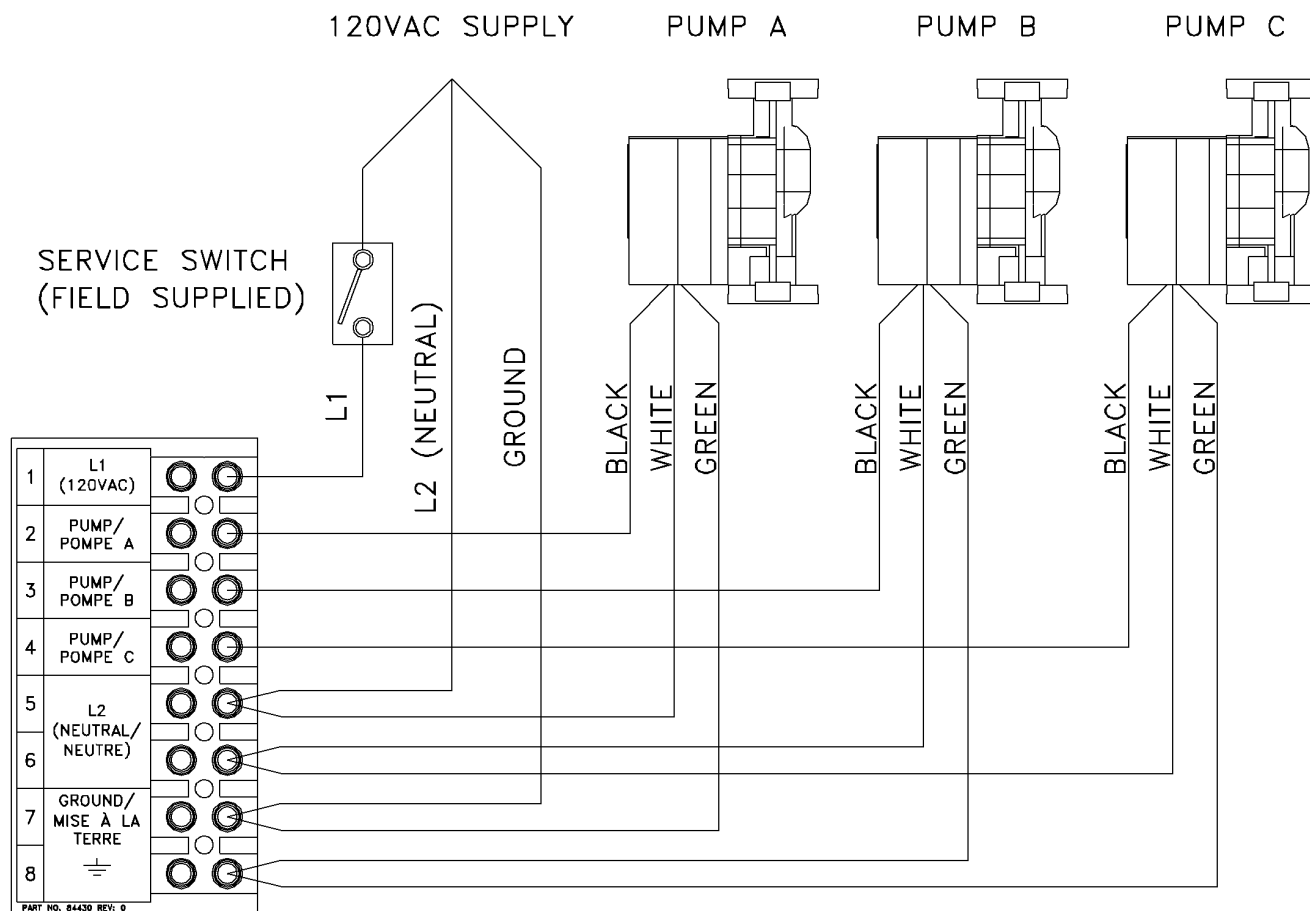 120VAC SUPPLY
PUMP A
PUMP B
PUMP C
SERVICE SWITCH
(FIELD SUPPLIED)
L1
L2 (NEUTRAL)
GROUND
BLACK
WHITE
GREEN
BLACK
WHITE
GREEN
BLACK
WHITE
GREEN
1
L1
(120VAC)
2
PUMP/
POMPE A
3
PUMP/
POMPE B
4
PUMP/
POMPE C
5
L2
(NEUTRAL/
NEUTRE)
6
7
GROUND/
MISE À LA
TERRE
8
PART NO. 84430 REV: 0